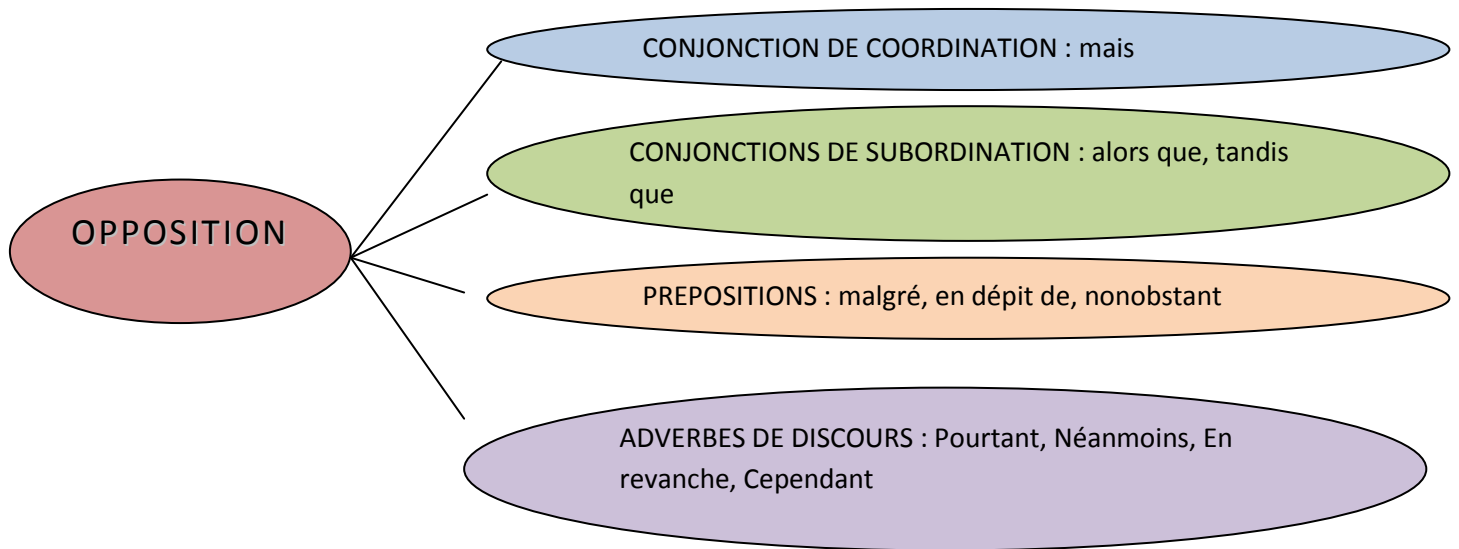 CONJONCTION DE COORDINATION : mais
CONJONCTIONS DE SUBORDINATION : alors que, tandis
que
OPPOSITION
PREPOSITIONS : malgré, en dépit de, nonobstant
ADVERBES DE DISCOURS : Pourtant, Néanmoins, En
revanche, Cependant